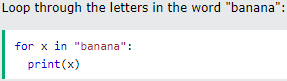 Loop through the letters in the word "banana":
for x in "banana":
  print(x)